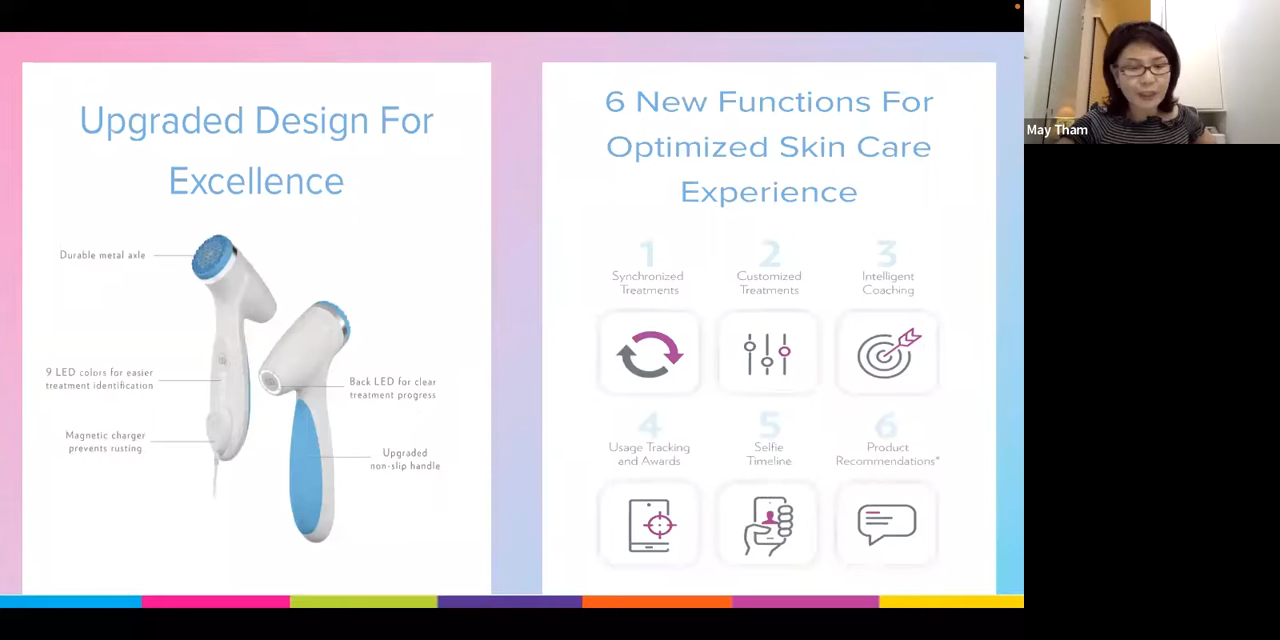 Upgraded Design For
Excellence
Durable metal axle
9 LED colors for easier
treatment identification
Magnetic charger
prevents rusting
Back LED for clear
treatment progress
Upgraded
non-slip handle
6 New Functions For
Optimized Skin Care
Experience
1
Synchronized
Treatments
2
Customized
Treatments
3
Intelligent
Coaching
4
Usage Tracking
and Awards
5
Selfie
Timeline
6
Product
Recommendations*
May Tham